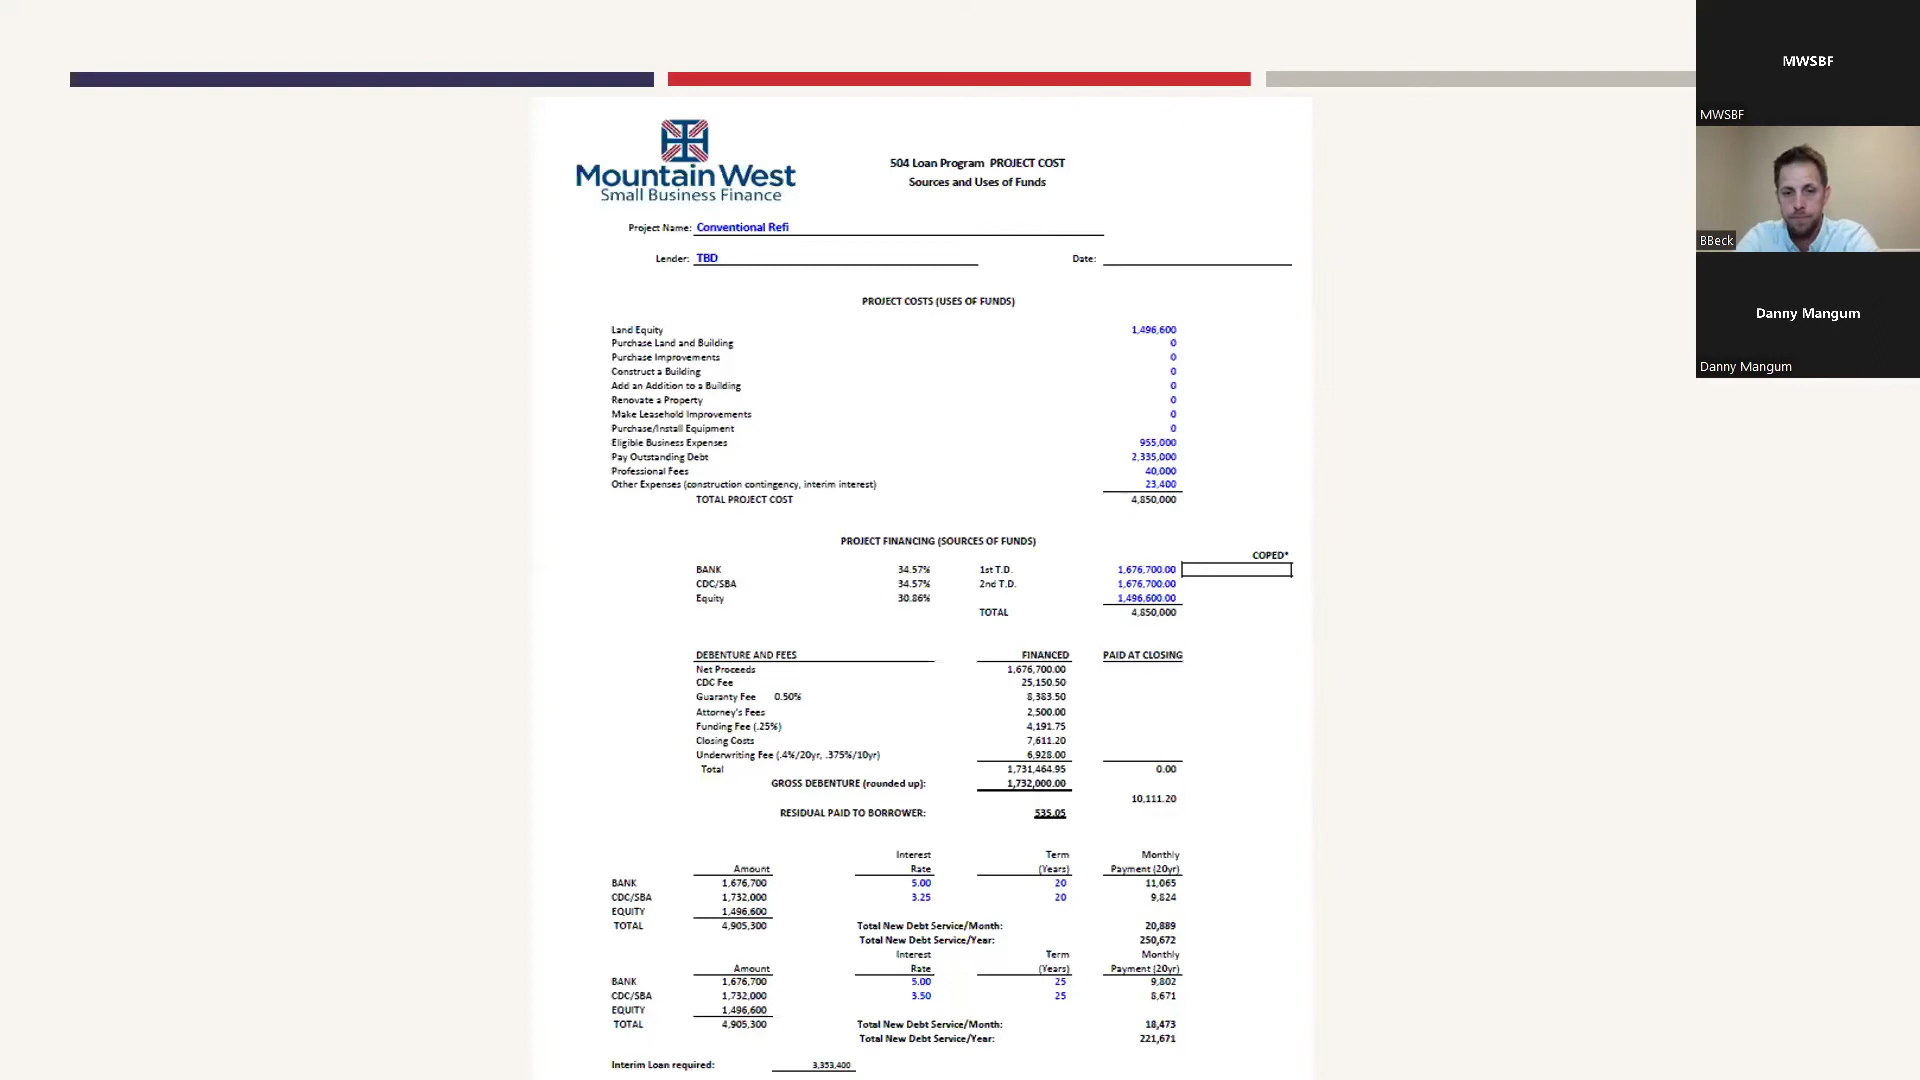 Mountain West
Small Business Finance
504 Loan Program PROJECT COST
Sources and Uses of Funds
Project Name: Conventional Refi
Lender: TBD Date:
PROJECT COSTS (USES OF FUNDS)
Land Equity 1,496,600
Purchase Land and Building 0
Purchase Improvements 0
Construct a Building 0
Add an Addition to a Building 0
Renovate a Property 0
Make Leasehold Improvements 0
Purchase/Install Equipment 0
Eligible Business Expenses 955,000
Pay Outstanding Debt 2,335,000
Professional Fees 40,000
Other Expenses (construction contingency, interim interest) 23,400
TOTAL PROJECT COST 4,850,000
PROJECT FINANCING (SOURCES OF FUNDS)
COPED*
BANK 34.57% 1st T.D. 1,676,700.00
CDC/SBA 34.57% 2nd T.D. 1,676,700.00
Equity 30.86% 1,496,600.00
TOTAL 4,850,000
DEBENTURE AND FEES FINANCED PAID AT CLOSING
Net Proceeds 1,676,700.00
CDC Fee 25,150.50
Guaranty Fee 0.50% 8,383.50
Attorney's Fees 2,500.00
Funding Fee (.25%) 4,191.75
Closing Costs 7,611.20
Underwriting Fee (.4%/20yr, .375%/10yr) 6,928.00
Total 1,731,464.95 0.00
GROSS DEBENTURE (rounded up): 1,732,000.00
10,111.20
RESIDUAL PAID TO BORROWER: 535.05
Interest Term Monthly
Amount Rate (Years) Payment (20yr)
BANK 1,676,700 5.00 20 11,065
CDC/SBA 1,732,000 3.25 20 9,824
EQUITY 1,496,600
TOTAL 4,905,300 Total New Debt Service/Month: 20,889
Total New Debt Service/Year: 250,672
Interest Term Monthly
Amount Rate (Years) Payment (20yr)
BANK 1,676,700 5.00 25 9,802
CDC/SBA 1,732,000 3.50 25 8,671
EQUITY 1,496,600
TOTAL 4,905,300 Total New Debt Service/Month: 18,473
Total New Debt Service/Year: 221,671
Interim Loan required: 3,353,400
MWSBF
MWSBF
BBeck
Danny Mangum
Danny Mangum